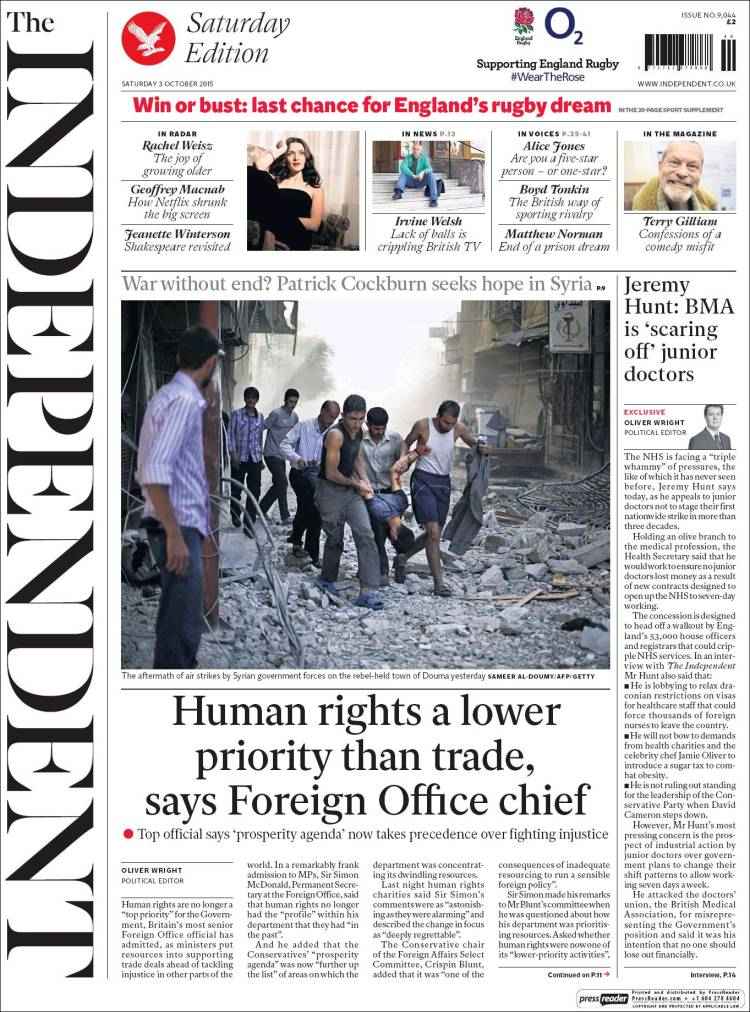 The
INDEPENDENT
Saturday
Edition
SATURDAY 3 OCTOBER 2015
England
Rugby
O2
Supporting England Rugby
#WearTheRose
ISSUE NO.9,044
£2
WWW.INDEPENDENT.CO.UK
Win or bust: last chance for England's rugby dream IN THE 20-PAGE SPORT SUPPLEMENT
IN RADAR
Rachel Weisz
The joy of
growing older
Geoffrey Macnab
How Netflix shrunk
the big screen
Jeanette Winterson
Shakespeare revisited
IN NEWS P.13
Irvine Welsh
Lack of balls is
crippling British TV
IN VOICES P.39-41
Alice Jones
Are you a five-star
person – or one-star?
Boyd Tonkin
The British way of
sporting rivalry
Matthew Norman
End of a prison dream
IN THE MAGAZINE
Terry Gilliam
Confessions of a
comedy misfit
War without end? Patrick Cockburn seeks hope in Syria P.9
The aftermath of air strikes by Syrian government forces on the rebel-held town of Douma yesterday SAMEER AL-DOUMY/AFP/GETTY
Human rights a lower
priority than trade,
says Foreign Office chief
● Top official says 'prosperity agenda' now takes precedence over fighting injustice
OLIVER WRIGHT
POLITICAL EDITOR
Human rights are no longer a
"top priority" for the Govern-
ment, Britain's most senior
Foreign Office official has
admitted, as ministers put
resources into supporting
trade deals ahead of tackling
injustice in other parts of the
world. In a remarkably frank
admission to MPs, Sir Simon
McDonald, Permanent Secre-
tary at the Foreign Office, said
that human rights no longer
had the "profile" within his
department that they had "in
the past".
And he added that the
Conservatives' "prosperity
agenda" was now "further up
the list" of areas on which the
department was concentrat-
ing its dwindling resources.
Last night human rights
charities said Sir Simon's
comments were as "astonish-
ing as they were alarming" and
described the change in focus
as "deeply regrettable".
The Conservative chair
of the Foreign Affairs Select
Committee, Crispin Blunt,
added that it was "one of the
consequences of inadequate
resourcing to run a sensible
foreign policy".
Sir Simon made his remarks
to Mr Blunt's committee when
he was questioned about how
his department was prioritis-
ing resources. Asked whether
human rights were now one of
its "lower-priority activities",
Continued on P.11 →
Jeremy
Hunt: BMA
is 'scaring
off' junior
doctors
EXCLUSIVE
OLIVER WRIGHT
POLITICAL EDITOR
The NHS is facing a "triple
whammy" of pressures, the
like of which it has never seen
before, Jeremy Hunt says
today, as he appeals to junior
doctors not to stage their first
nationwide strike in more than
three decades.
Holding an olive branch to
the medical profession, the
Health Secretary said that he
would work to ensure no junior
doctors lost money as a result
of new contracts designed to
open up the NHS to seven-day
working.
The concession is designed
to head off a walkout by Eng-
land's 53,000 house officers
and registrars that could crip-
ple NHS services. In an inter-
view with The Independent
Mr Hunt also said that:
■ He is lobbying to relax dra-
conian restrictions on visas
for healthcare staff that could
force thousands of foreign
nurses to leave the country.
■ He will not bow to demands
from health charities and the
celebrity chef Jamie Oliver to
introduce a sugar tax to com-
bat obesity.
■ He is not ruling out standing
for the leadership of the Con-
servative Party when David
Cameron steps down.
However, Mr Hunt's most
pressing concern is the pros-
pect of industrial action by
junior doctors over govern-
ment plans to change their
shift patterns to allow work-
ing seven days a week.
He attacked the doctors'
union, the British Medical
Association, for misrepre-
senting the Government's
position and said it was his
intention that no one should
lose out financially.
Interview, P.14
pressreader
Printed and distributed by PressReader
PressReader.com + +1 604 278 4604
COPYRIGHT AND PROTECTED BY APPLICABLE LAW